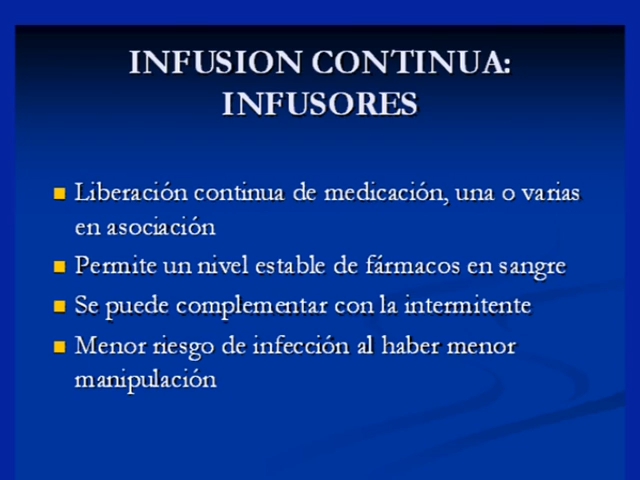 INFUSION CONTINUA:
INFUSORES
Liberación continua de medicación, una o varias
en asociación
Permite un nivel estable de fármacos en sangre
Se puede complementar con la intermitente
Menor riesgo de infección al haber menor
manipulación